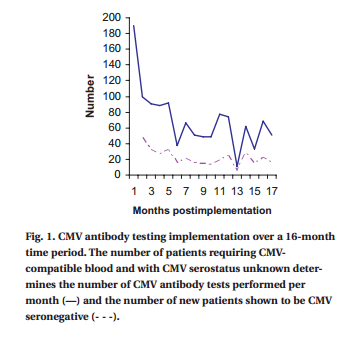 200
180
160
140
120
100
80
60
40
20
0
Number
1 3 5 7 9 11 13 15 17
Months postimplementation
Fig. 1. CMV antibody testing implementation over a 16-month
time period. The number of patients requiring CMV-
compatible blood and with CMV serostatus unknown deter-
mines the number of CMV antibody tests performed per
month (—) and the number of new patients shown to be CMV
seronegative (- - -).